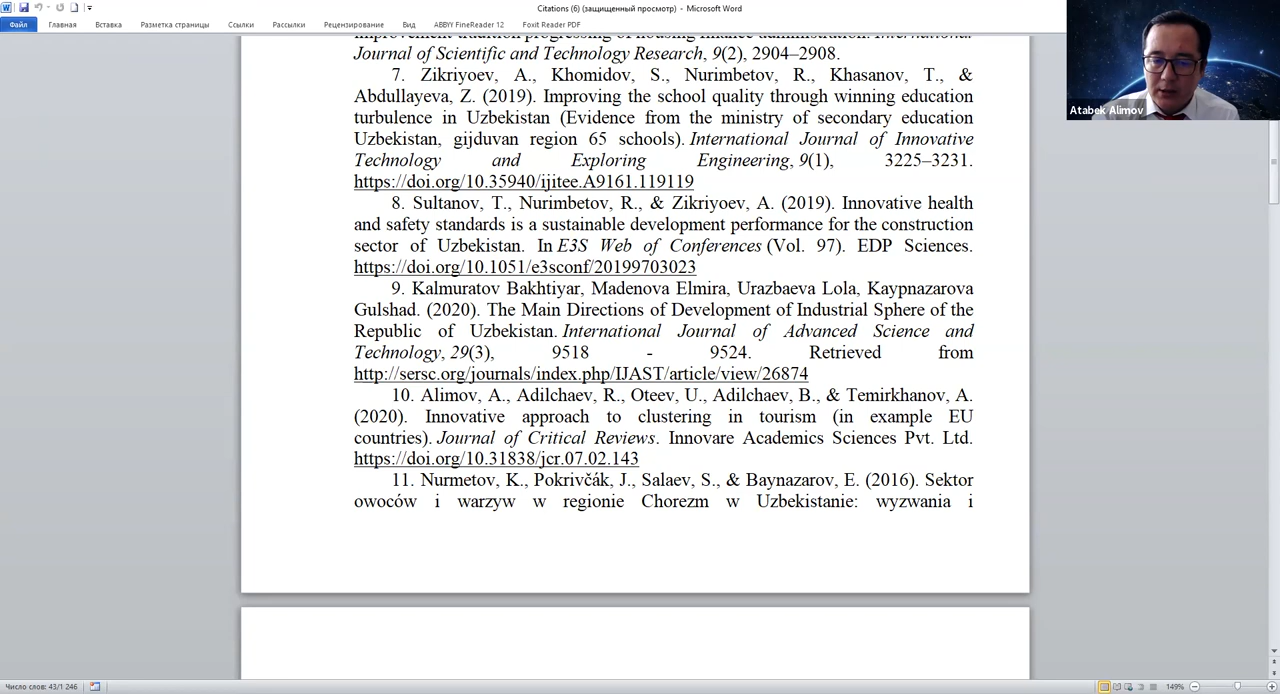 Citations (6) (защищенный просмотр) - Microsoft Word
Файл Главная Вставка Разметка страницы Ссылки Рассылки Рецензирование Вид ABBYY FineReader 12 Foxit Reader PDF
improvement tradition progressing of housing finance administration. International
Journal of Scientific and Technology Research, 9(2), 2904–2908.
7. Zikriyoev, A., Khomidov, S., Nurimbetov, R., Khasanov, T., &
Abdullayeva, Z. (2019). Improving the school quality through winning education
turbulence in Uzbekistan (Evidence from the ministry of secondary education
Uzbekistan, gijduvan region 65 schools). International Journal of Innovative
Technology and Exploring Engineering, 9(1), 3225–3231.
https://doi.org/10.35940/ijitee.A9161.119119
8. Sultanov, T., Nurimbetov, R., & Zikriyoev, A. (2019). Innovative health
and safety standards is a sustainable development performance for the construction
sector of Uzbekistan. In E3S Web of Conferences (Vol. 97). EDP Sciences.
https://doi.org/10.1051/e3sconf/20199703023
9. Kalmuratov Bakhtiyar, Madenova Elmira, Urazbaeva Lola, Kaypnazarova
Gulshad. (2020). The Main Directions of Development of Industrial Sphere of the
Republic of Uzbekistan. International Journal of Advanced Science and
Technology, 29(3), 9518 - 9524. Retrieved from
http://sersc.org/journals/index.php/IJAST/article/view/26874
10. Alimov, A., Adilchaev, R., Oteev, U., Adilchaev, B., & Temirkhanov, A.
(2020). Innovative approach to clustering in tourism (in example EU
countries). Journal of Critical Reviews. Innovare Academics Sciences Pvt. Ltd.
https://doi.org/10.31838/jcr.07.02.143
11. Nurmetov, K., Pokrivčák, J., Salaev, S., & Baynazarov, E. (2016). Sektor
owoców i warzyw w regionie Chorezm w Uzbekistanie: wyzwania i
Atabek Alimov
Число слов: 43/1 246
149%